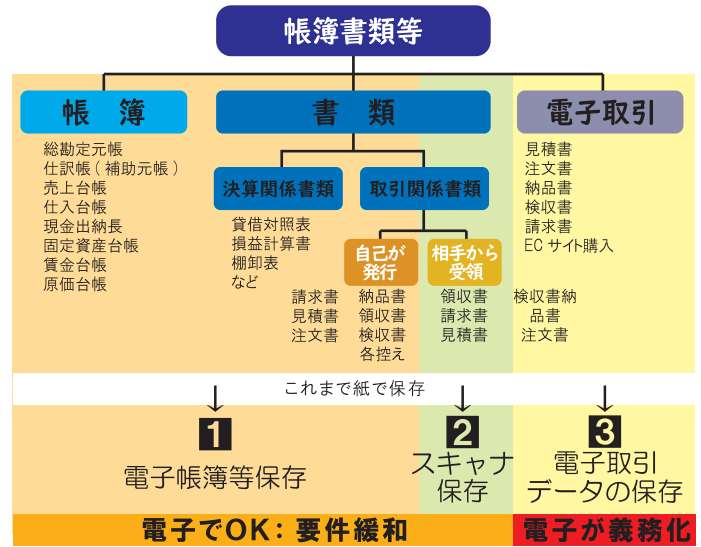 帳簿書類等
帳 簿
総勘定元帳
仕訳帳(補助元帳)
売上台帳
仕入台帳
現金出納長
固定資産台帳
賃金台帳
原価台帳
書 類
決算関係書類
貸借対照表
損益計算書
棚卸表
など
取引関係書類
自己が
発行
請求書 納品書
見積書 領収書
注文書 検収書
各控え
相手から
受領
領収書 検収書納
請求書 品書
見積書 注文書
電子取引
見積書
注文書
納品書
検収書
請求書
ECサイト購入
これまで紙で保存
1
電子帳簿等保存
2
スキャナ
保存
3
電子取引
データの保存
電子でOK:要件緩和
電子が義務化